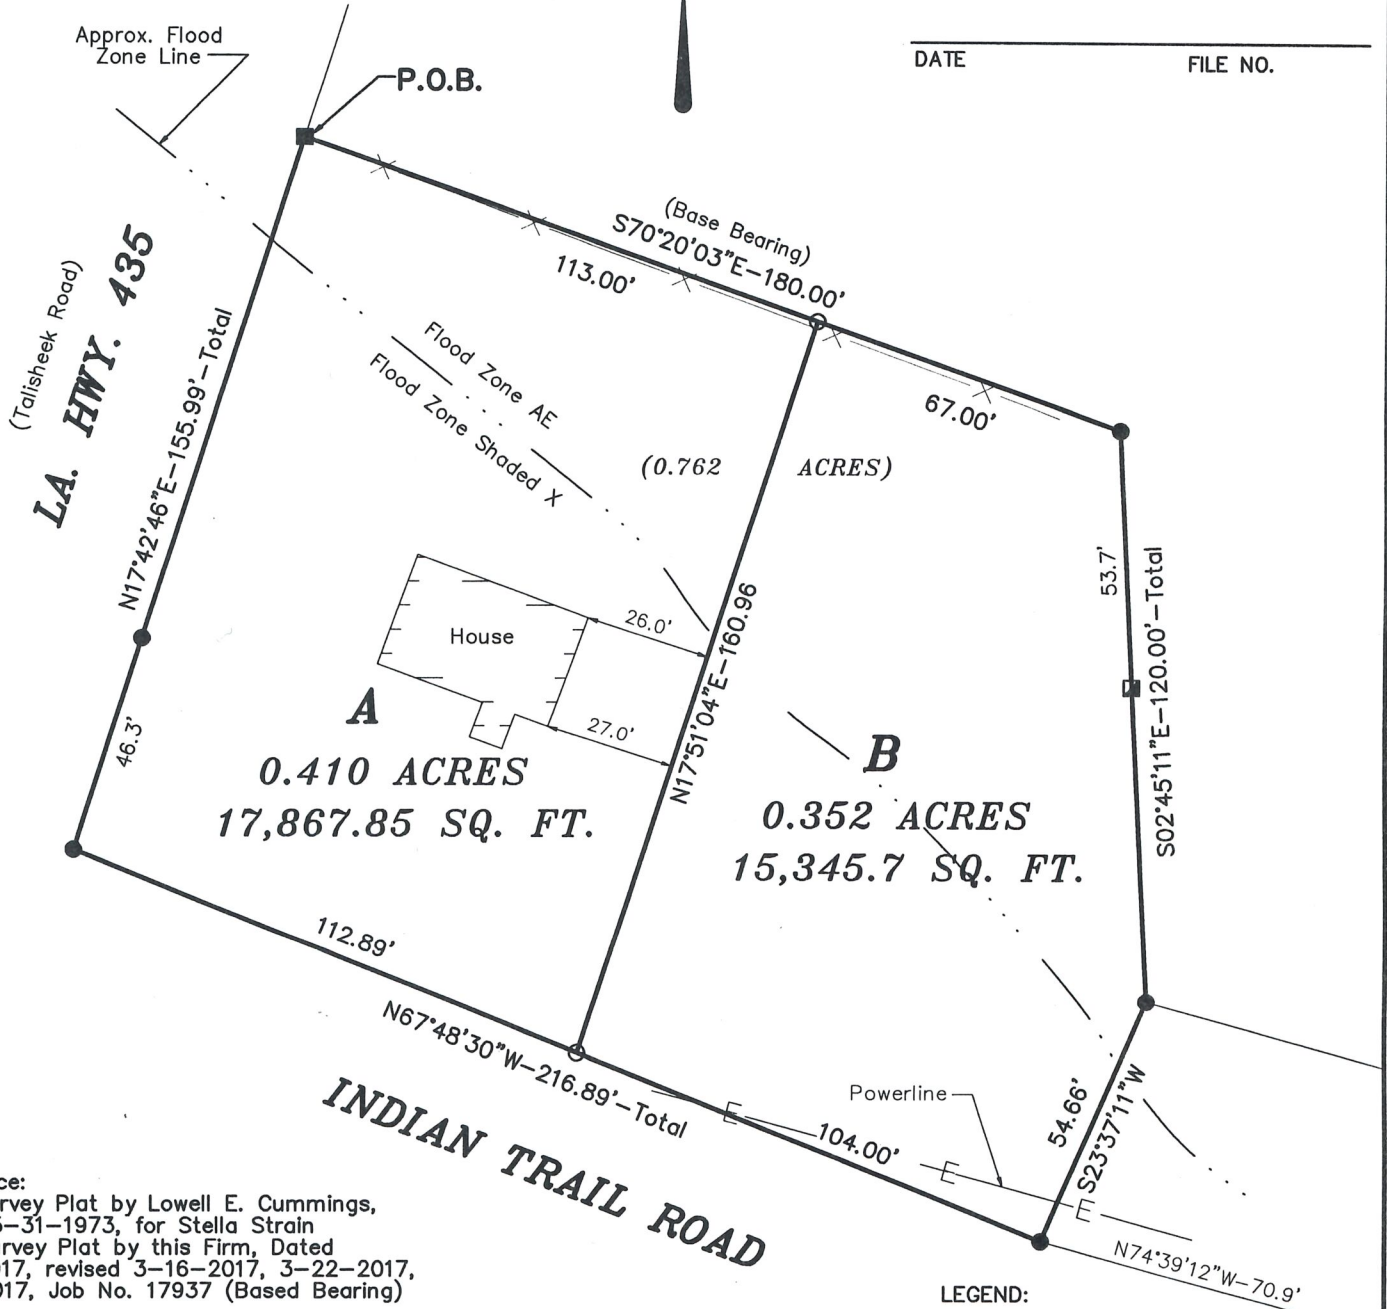 Approx. Flood
Zone Line
P.O.B.
DATE
FILE NO.
(Base Bearing)
S70°20'03"E-180.00'
113.00'
67.00'
(Talisheek Road)
LA. HWY. 435
N17°42'46"E-155.99'-Total
46.3'
Flood Zone AE
Flood Zone Shaded X
(0.762 ACRES)
House
26.0'
27.0'
N17°51'04"E-160.96
53.7'
S02°45'11"E-120.00'-Total
A
0.410 ACRES
17,867.85 SQ. FT.
B
0.352 ACRES
15,345.7 SQ. FT.
112.89'
N67°48'30"W-216.89'-Total
E
104.00'
Powerline
E
E
54.66'
S23°37'11"W
N74°39'12"W-70.9'
INDIAN TRAIL ROAD
ce:
rvey Plat by Lowell E. Cummings,
-31-1973, for Stella Strain
rvey Plat by this Firm, Dated
17, revised 3-16-2017, 3-22-2017,
017, Job No. 17937 (Based Bearing)
LEGEND: